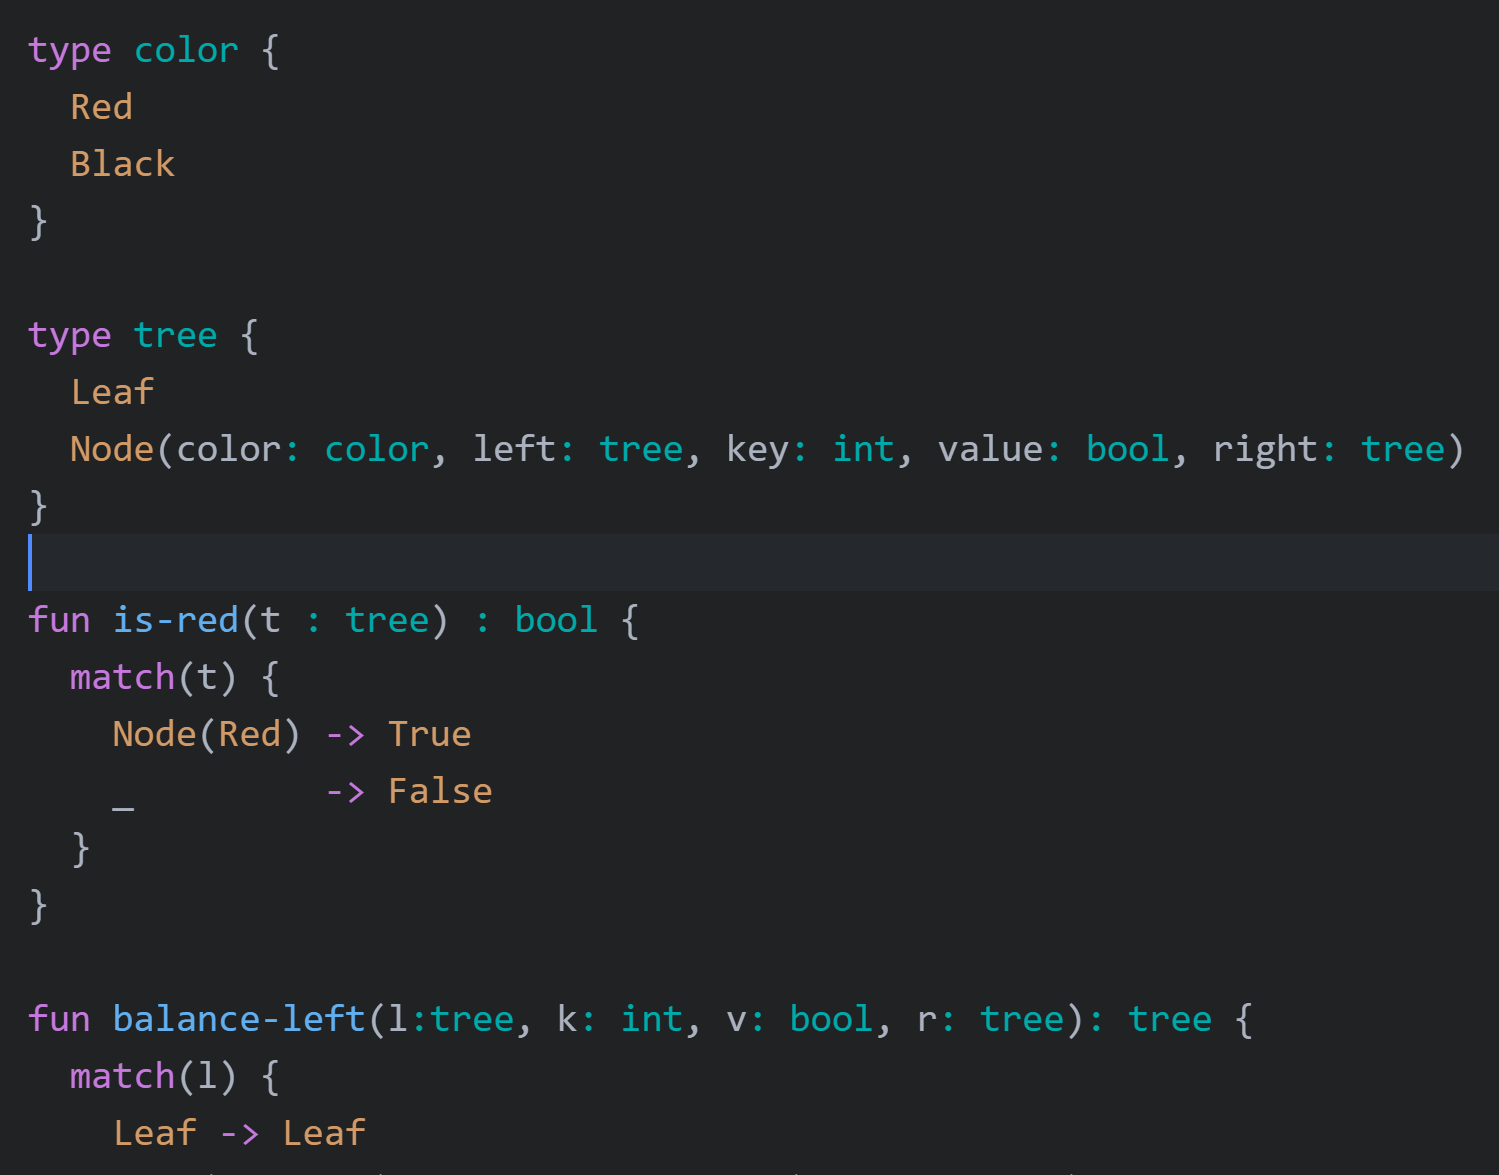 type color {
  Red
  Black
}

type tree {
  Leaf
  Node(color: color, left: tree, key: int, value: bool, right: tree)
}

fun is-red(t : tree) : bool {
  match(t) {
    Node(Red) -> True
    _         -> False
  }
}

fun balance-left(l:tree, k: int, v: bool, r: tree): tree {
  match(l) {
    Leaf -> Leaf